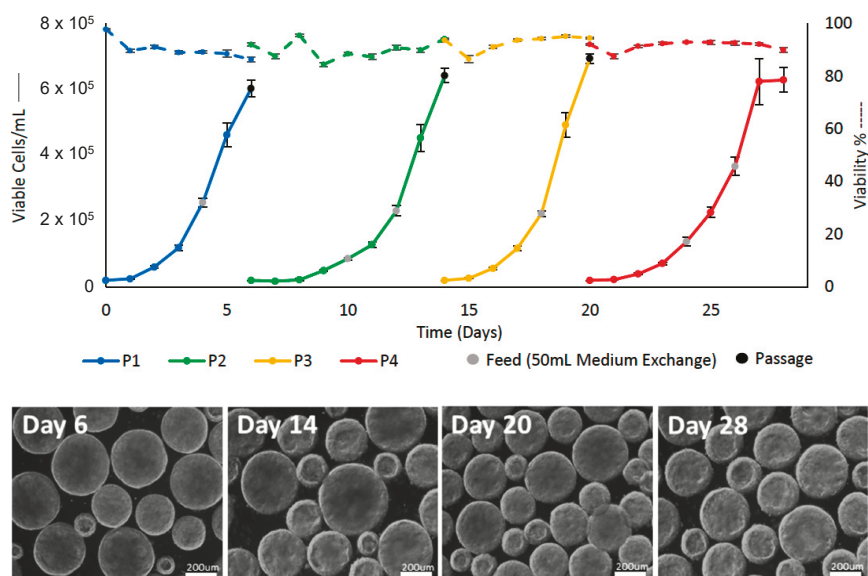 Viable Cells/mL
8 x 10⁵
6 x 10⁵
4 x 10⁵
2 x 10⁵
0
100
80
60
40
20
0
Viability % -----
0 5 10 15 20 25
Time (Days)
P1 P2 P3 P4 Feed (50mL Medium Exchange) Passage
Day 6 Day 14 Day 20 Day 28
200um 200um 200um 200um